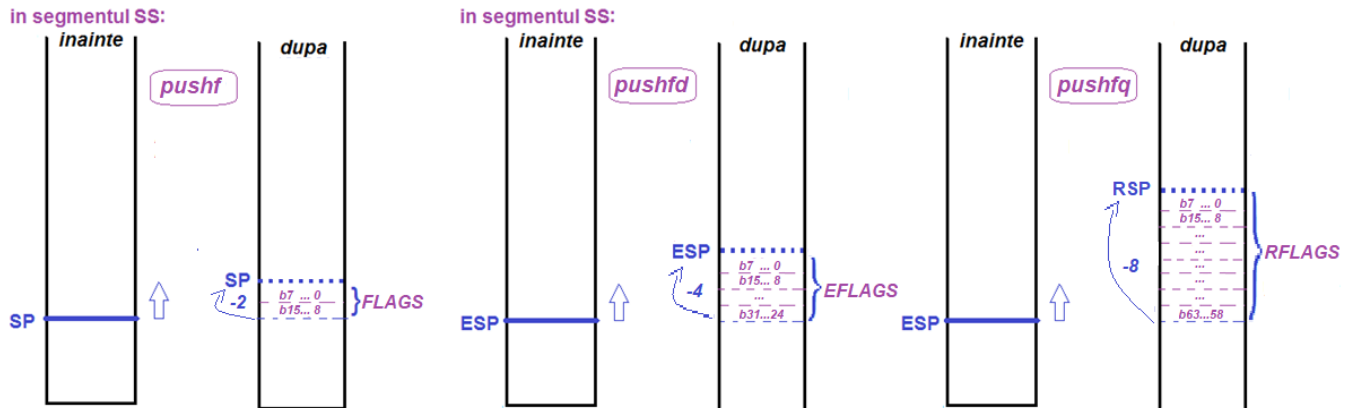 in segmentul SS:
inainte
dupa
pushf
SP
-2
b7 ... 0
b15... 8
FLAGS
SP
in segmentul SS:
inainte
dupa
pushfd
ESP
-4
b7 ... 0
b15... 8
...
b31...24
EFLAGS
ESP
inainte
dupa
pushfq
RSP
-8
b7 ... 0
b15... 8
...
...
...
...
...
b63...58
RFLAGS
ESP